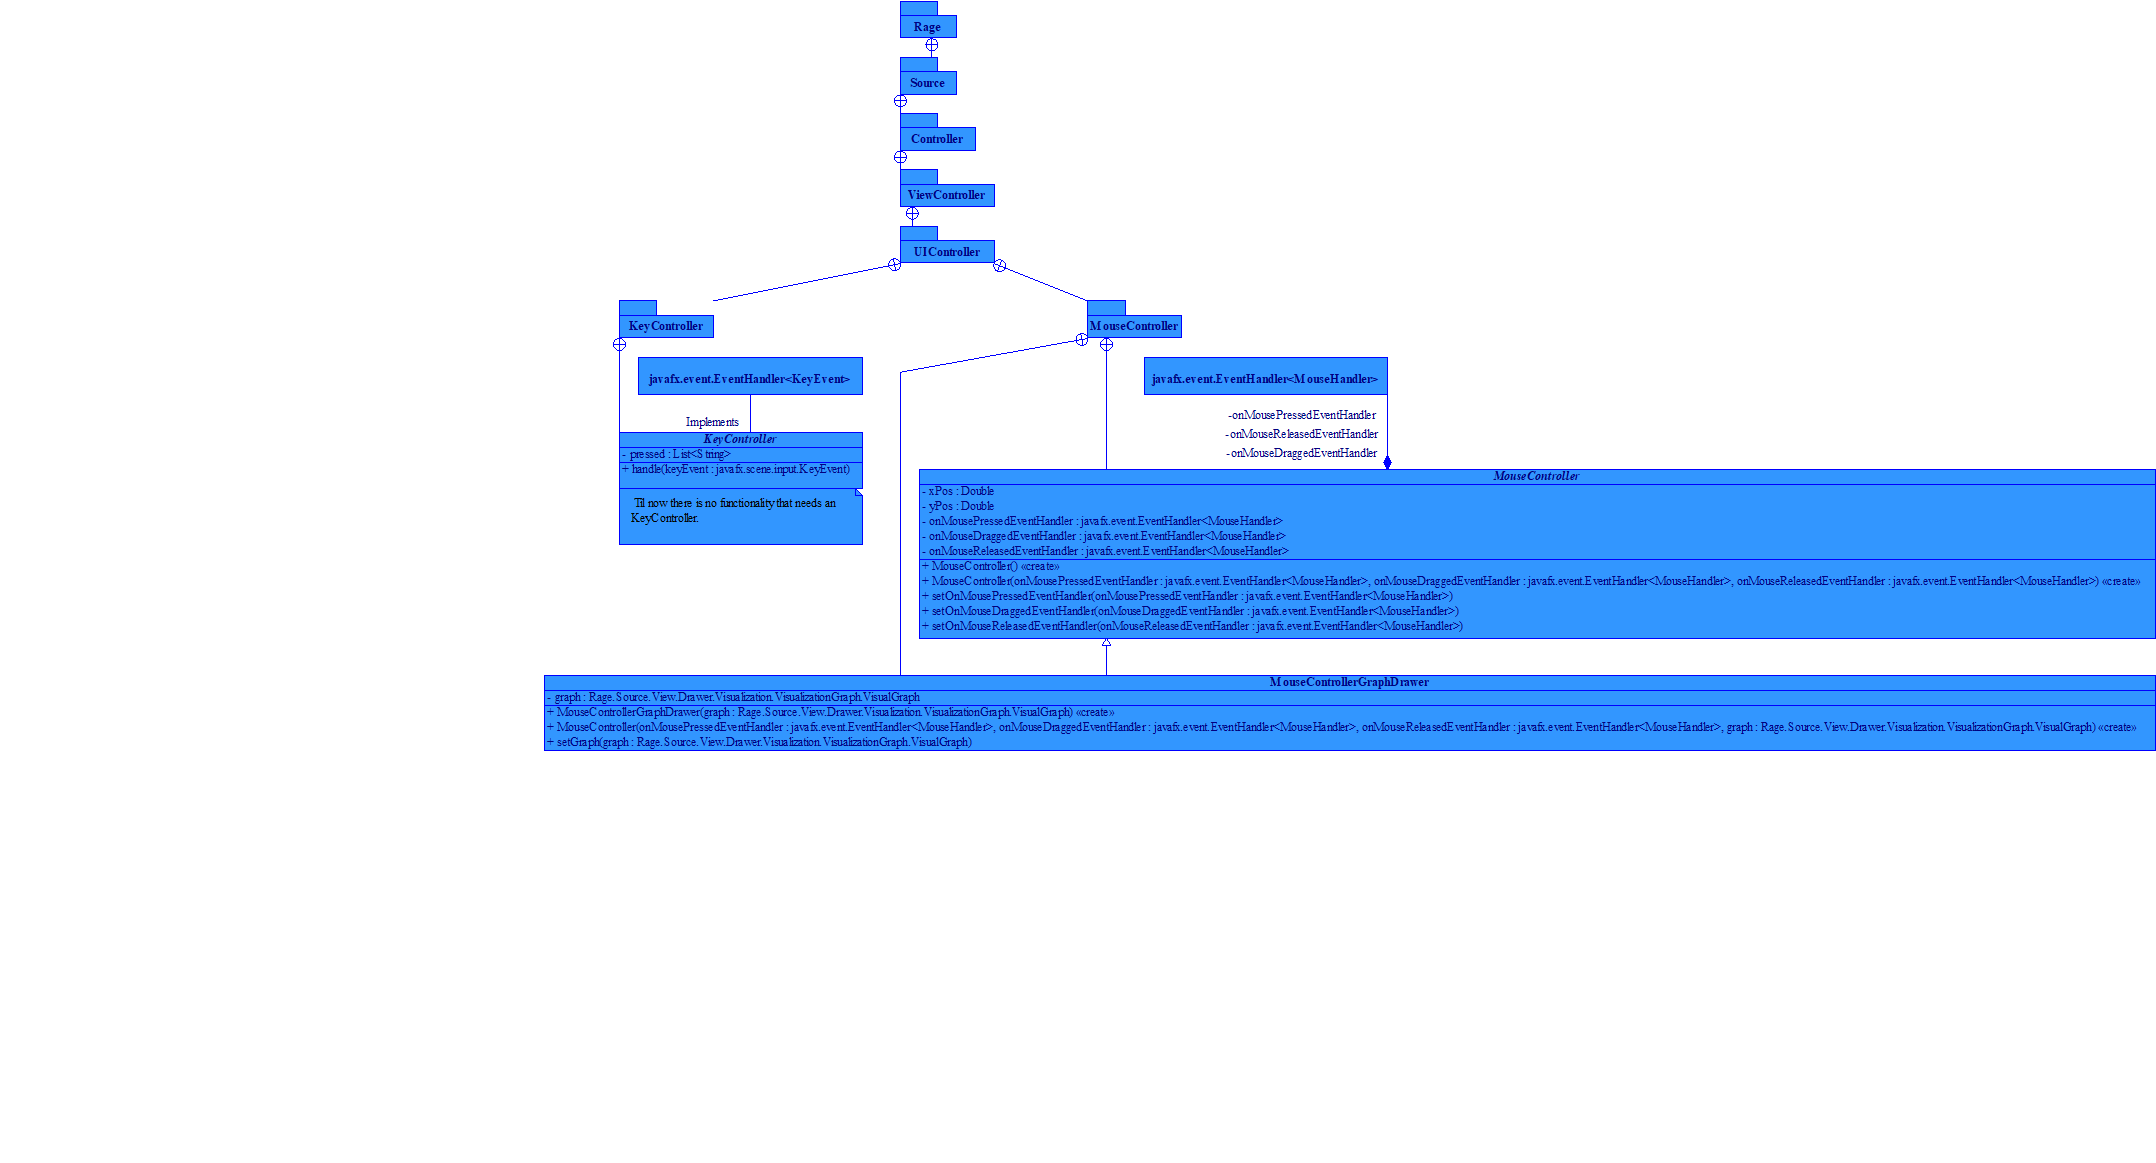 Rage
Source
Controller
ViewController
UIController
KeyController
MouseController
javafx.event.EventHandler<KeyEvent>
javafx.event.EventHandler<MouseHandler>
Implements
-onMousePressedEventHandler
-onMouseReleasedEventHandler
-onMouseDraggedEventHandler
KeyController
- pressed : List<String>
+ handle(keyEvent : javafx.scene.input.KeyEvent)
Til now there is no functionality that needs an
KeyController.
MouseController
- xPos : Double
- yPos : Double
- onMousePressedEventHandler : javafx.event.EventHandler<MouseHandler>
- onMouseDraggedEventHandler : javafx.event.EventHandler<MouseHandler>
- onMouseReleasedEventHandler : javafx.event.EventHandler<MouseHandler>
+ MouseController() «create»
+ MouseController(onMousePressedEventHandler : javafx.event.EventHandler<MouseHandler>, onMouseDraggedEventHandler : javafx.event.EventHandler<MouseHandler>, onMouseReleasedEventHandler : javafx.event.EventHandler<MouseHandler>) «create»
+ setOnMousePressedEventHandler(onMousePressedEventHandler : javafx.event.EventHandler<MouseHandler>)
+ setOnMouseDraggedEventHandler(onMouseDraggedEventHandler : javafx.event.EventHandler<MouseHandler>)
+ setOnMouseReleasedEventHandler(onMouseReleasedEventHandler : javafx.event.EventHandler<MouseHandler>)
MouseControllerGraphDrawer
- graph : Rage.Source.View.Drawer.Visualization.VisualizationGraph.VisualGraph
+ MouseControllerGraphDrawer(graph : Rage.Source.View.Drawer.Visualization.VisualizationGraph.VisualGraph) «create»
+ MouseController(onMousePressedEventHandler : javafx.event.EventHandler<MouseHandler>, onMouseDraggedEventHandler : javafx.event.EventHandler<MouseHandler>, onMouseReleasedEventHandler : javafx.event.EventHandler<MouseHandler>, graph : Rage.Source.View.Drawer.Visualization.VisualizationGraph.VisualGraph) «create»
+ setGraph(graph : Rage.Source.View.Drawer.Visualization.VisualizationGraph.VisualGraph)